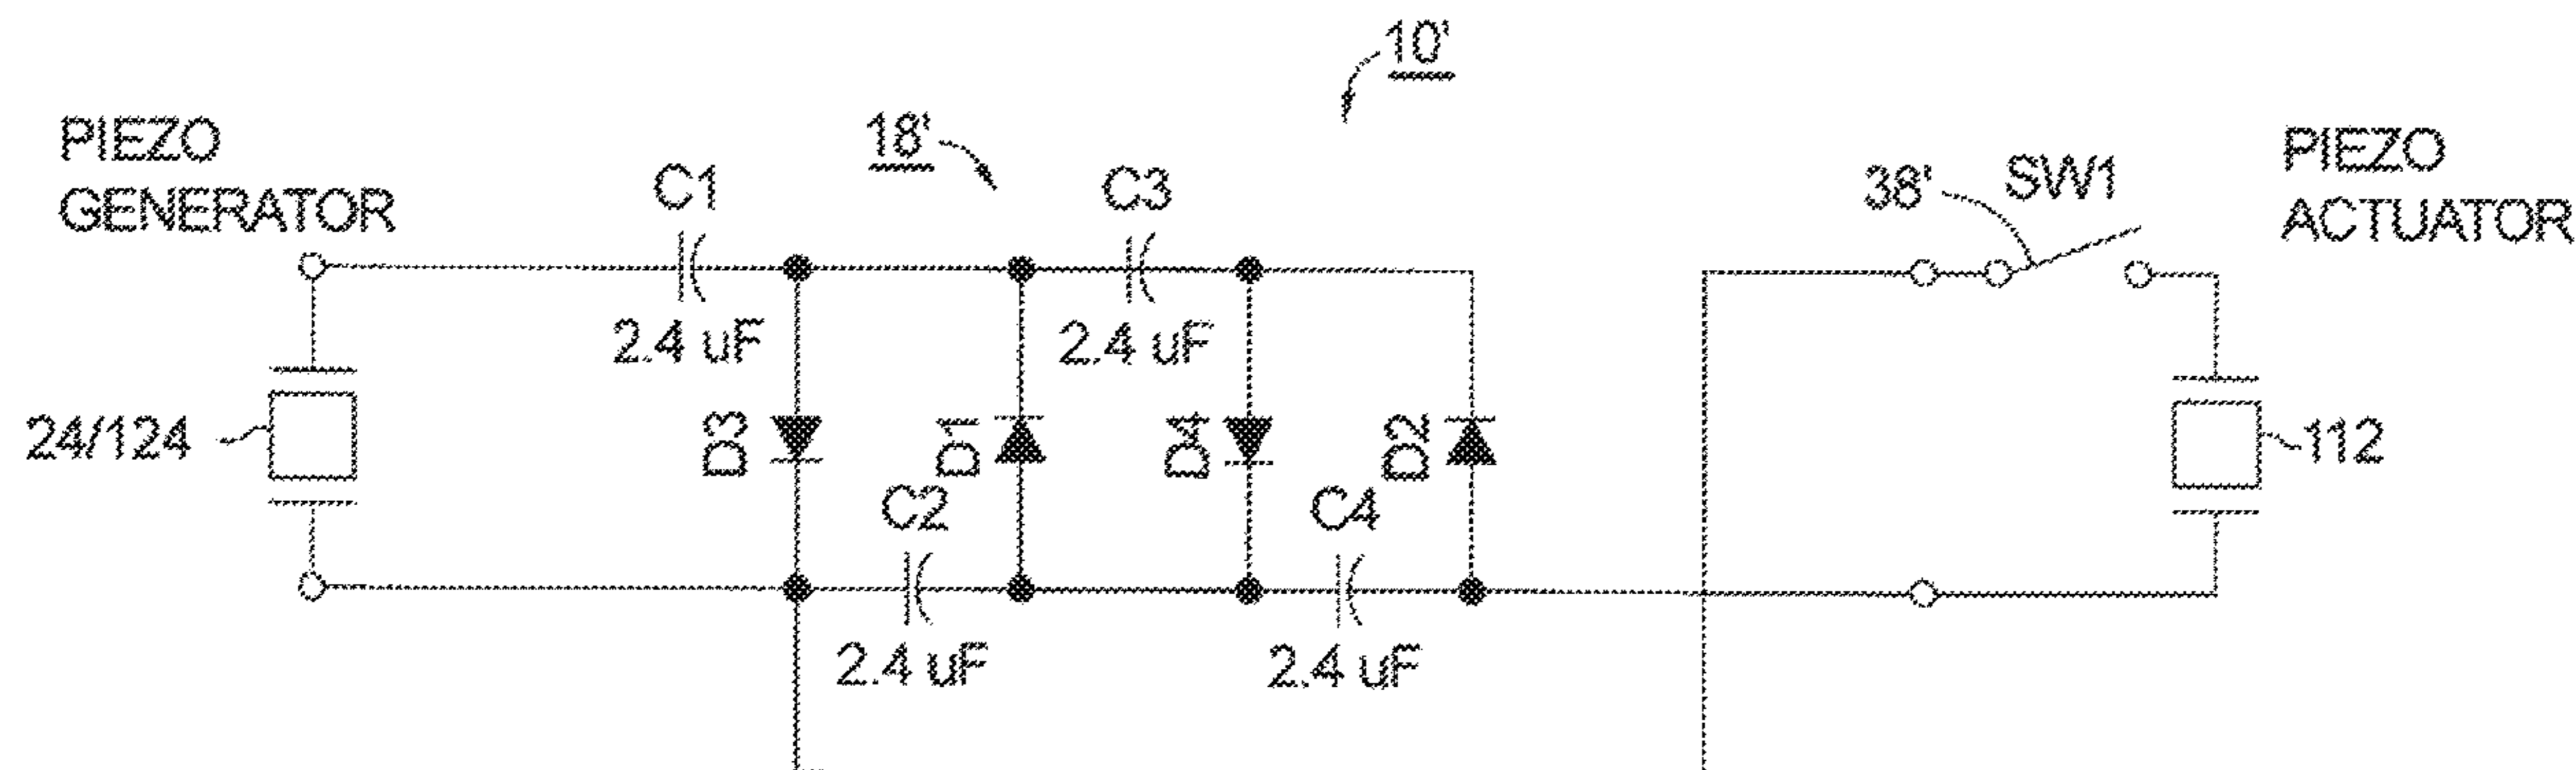 10'
PIEZO
GENERATOR
18'
C1
C3
38'
SW1
PIEZO
ACTUATOR
2.4 uF
2.4 uF
24/124
D3
D1
D4
D2
112
C2
C4
2.4 uF
2.4 uF